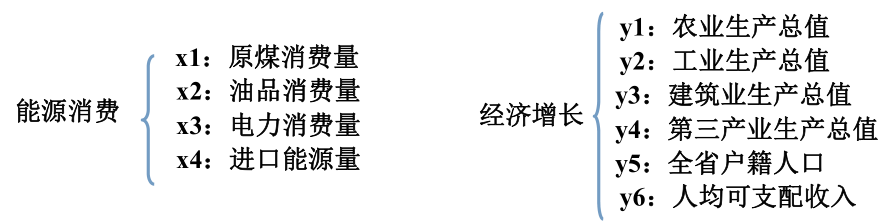 能源消费
x1：原煤消费量
x2：油品消费量
x3：电力消费量
x4：进口能源量
经济增长
y1：农业生产总值
y2：工业生产总值
y3：建筑业生产总值
y4：第三产业生产总值
y5：全省户籍人口
y6：人均可支配收入